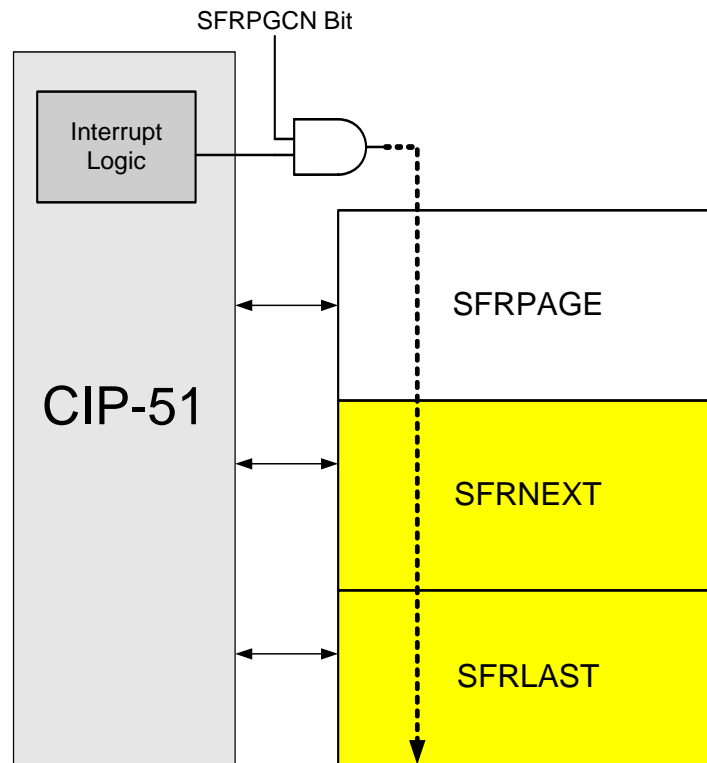 SFRPGCN Bit
Interrupt
Logic
SFRPAGE
CIP-51
SFRNEXT
SFRLAST